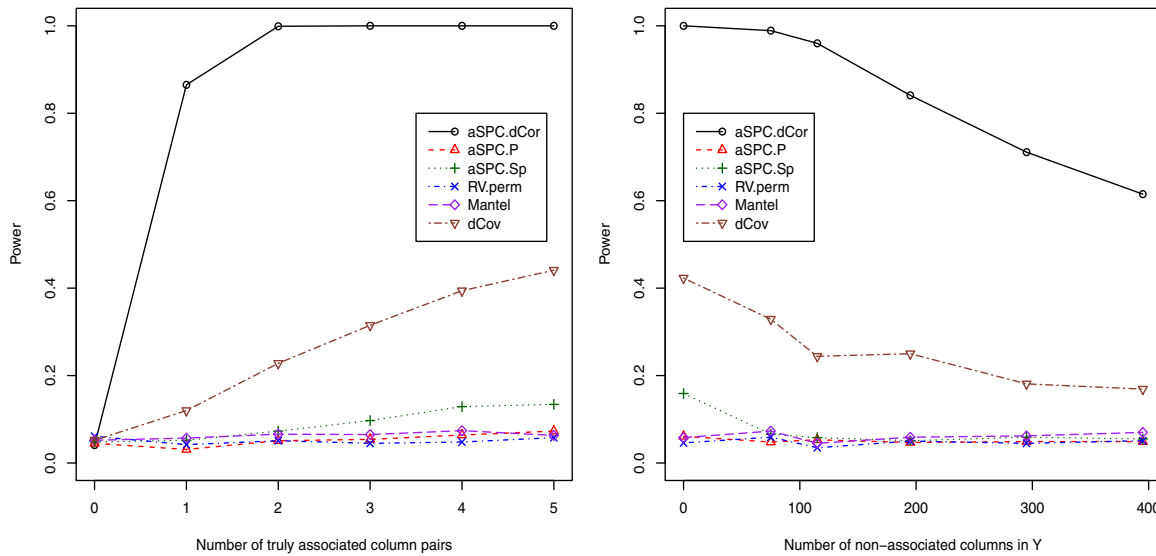 Power
0.0
0.2
0.4
0.6
0.8
1.0
aSPC.dCor
aSPC.P
aSPC.Sp
RV.perm
Mantel
dCov
0 1 2 3 4 5
Number of truly associated column pairs
Power
0.0
0.2
0.4
0.6
0.8
1.0
aSPC.dCor
aSPC.P
aSPC.Sp
RV.perm
Mantel
dCov
0 100 200 300 400
Number of non−associated columns in Y